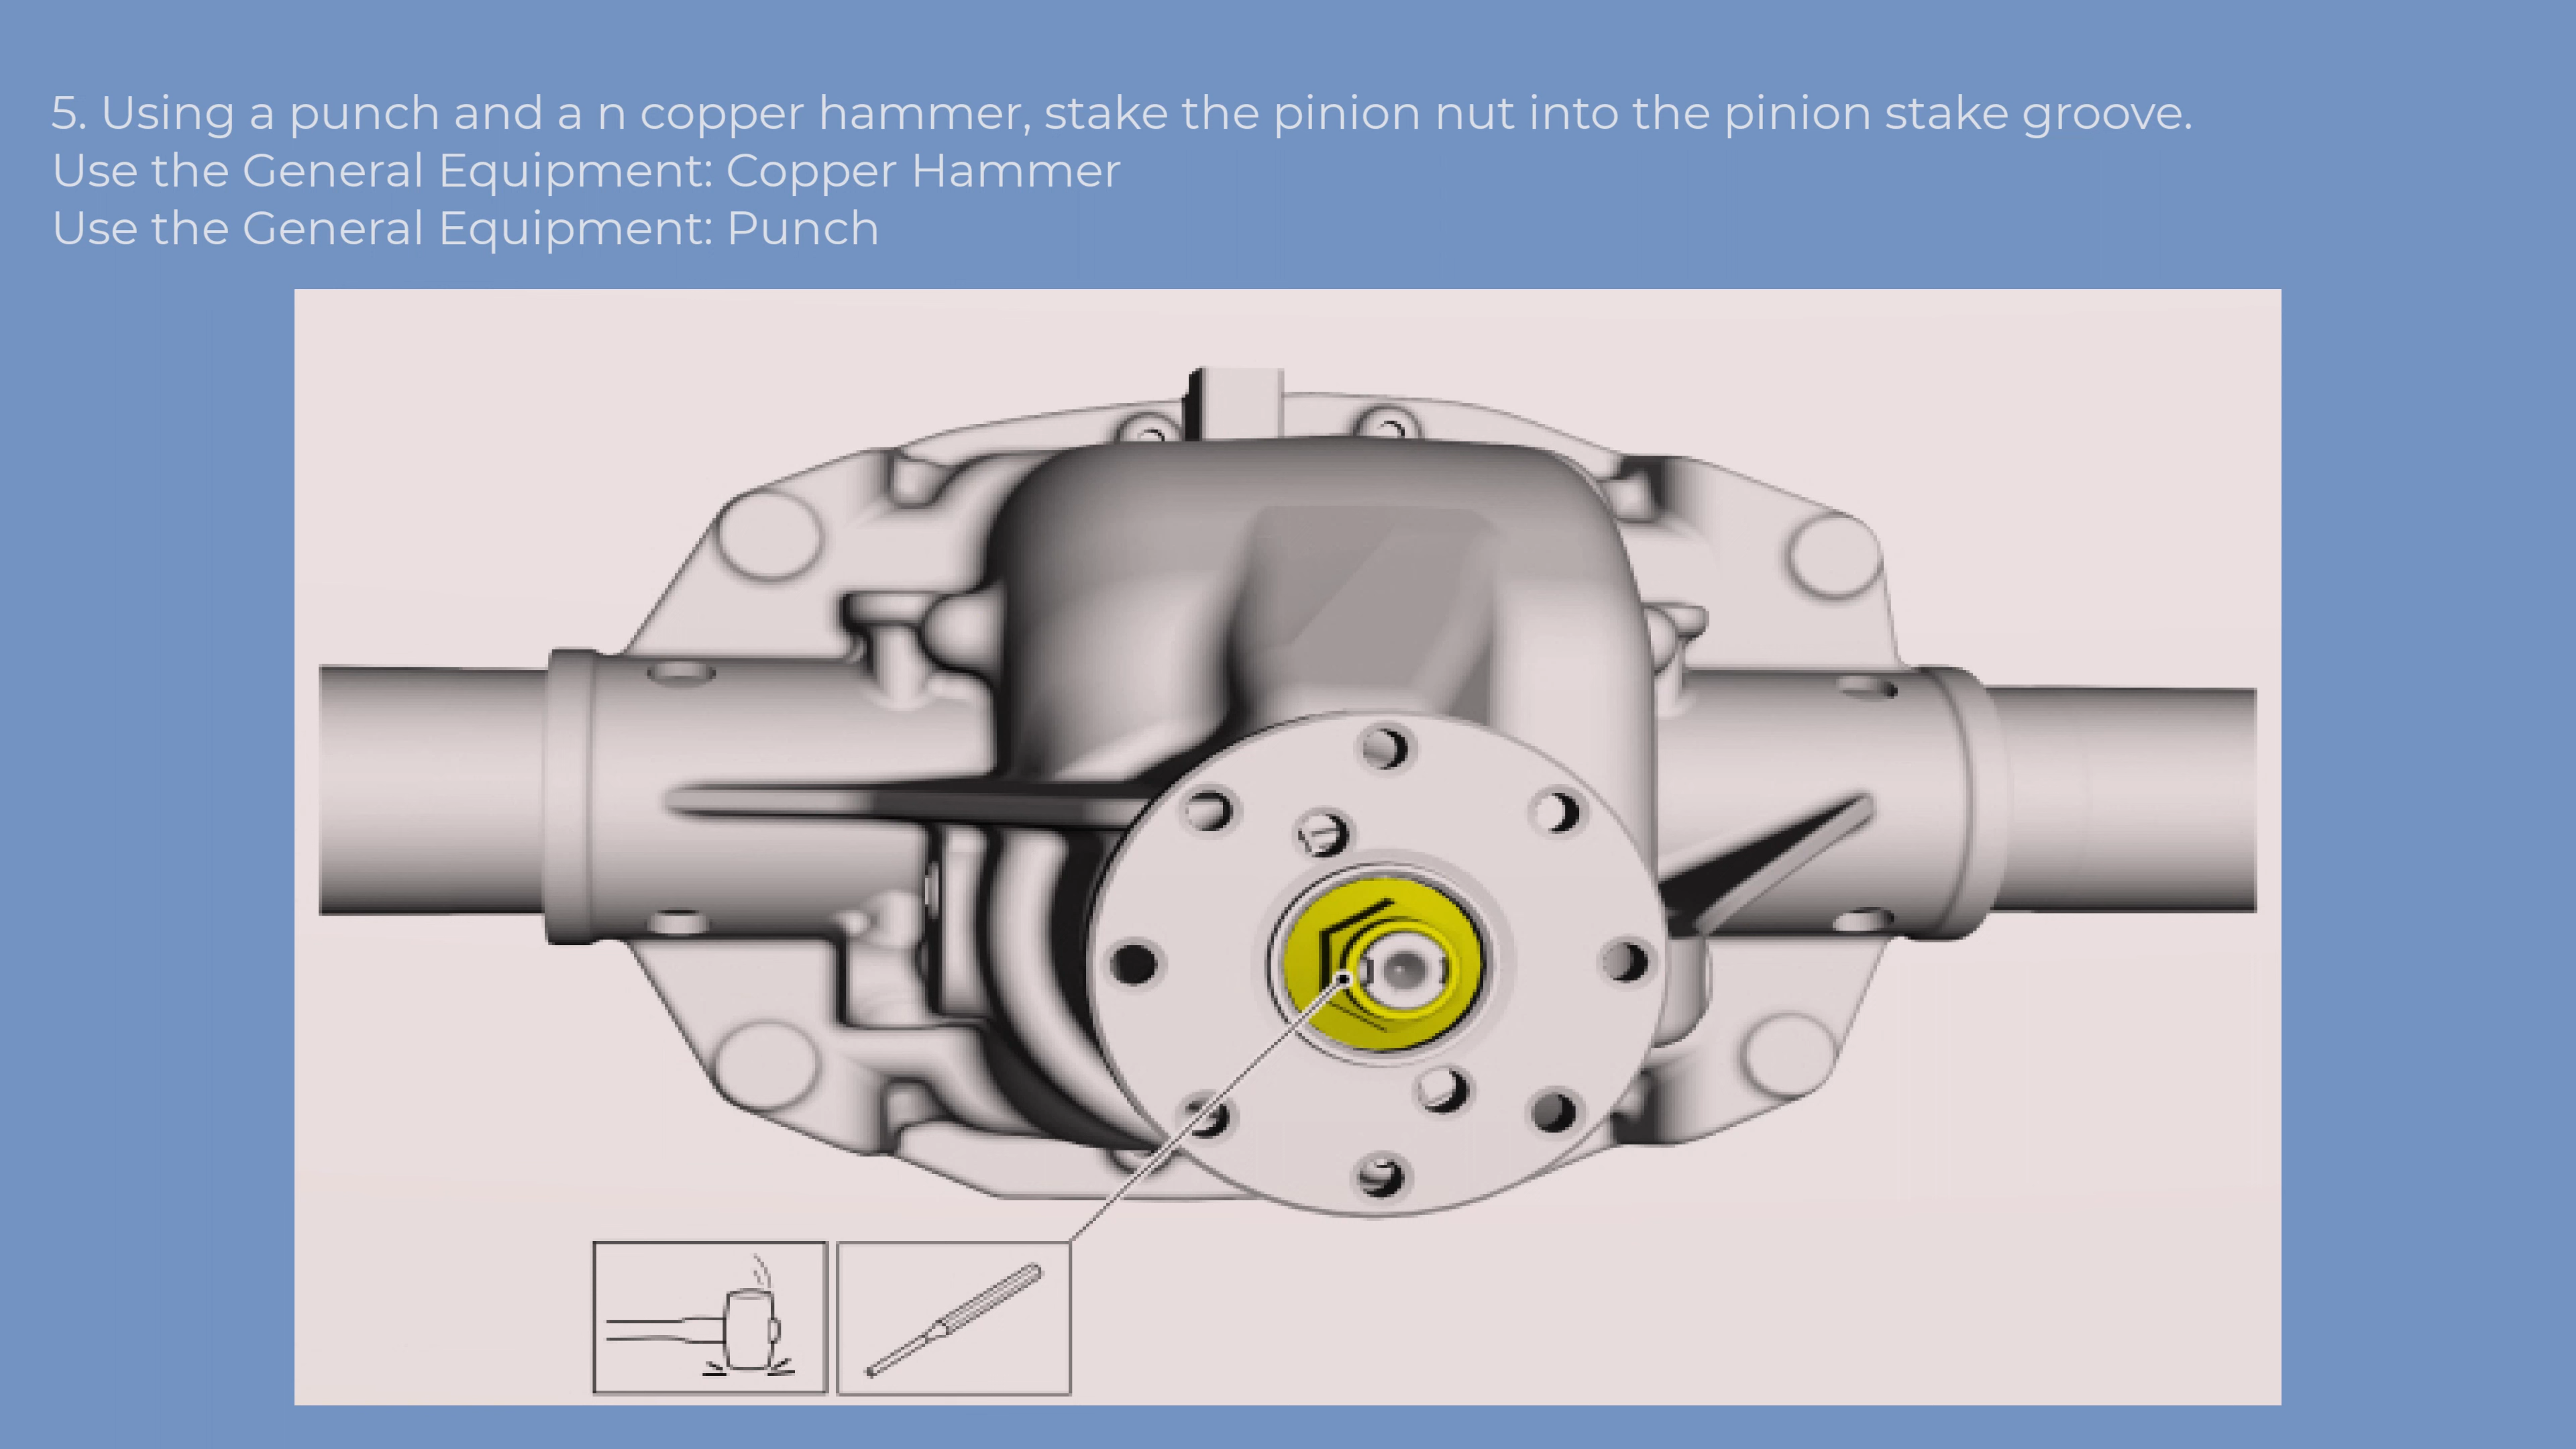 5. Using a punch and a n copper hammer, stake the pinion nut into the pinion stake groove.
Use the General Equipment: Copper Hammer
Use the General Equipment: Punch